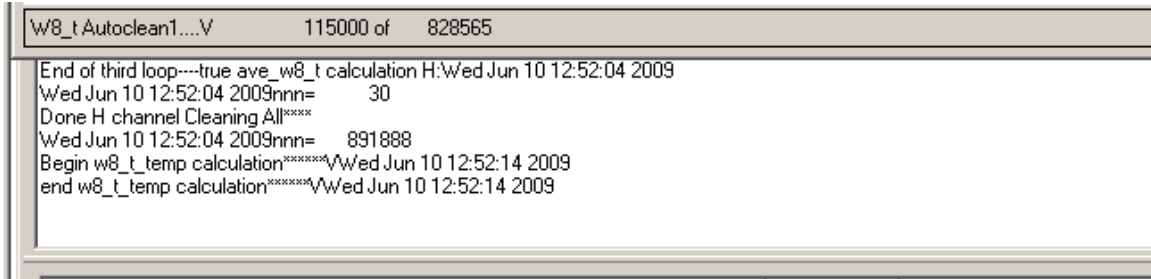 W8_t Autoclean1....V 115000 of 828565
End of third loop----true ave_w8_t calculation H:Wed Jun 10 12:52:04 2009
Wed Jun 10 12:52:04 2009nnn= 30
Done H channel Cleaning All****
Wed Jun 10 12:52:04 2009nnn= 891888
Begin w8_t_temp calculation******VWed Jun 10 12:52:14 2009
end w8_t_temp calculation******VWed Jun 10 12:52:14 2009